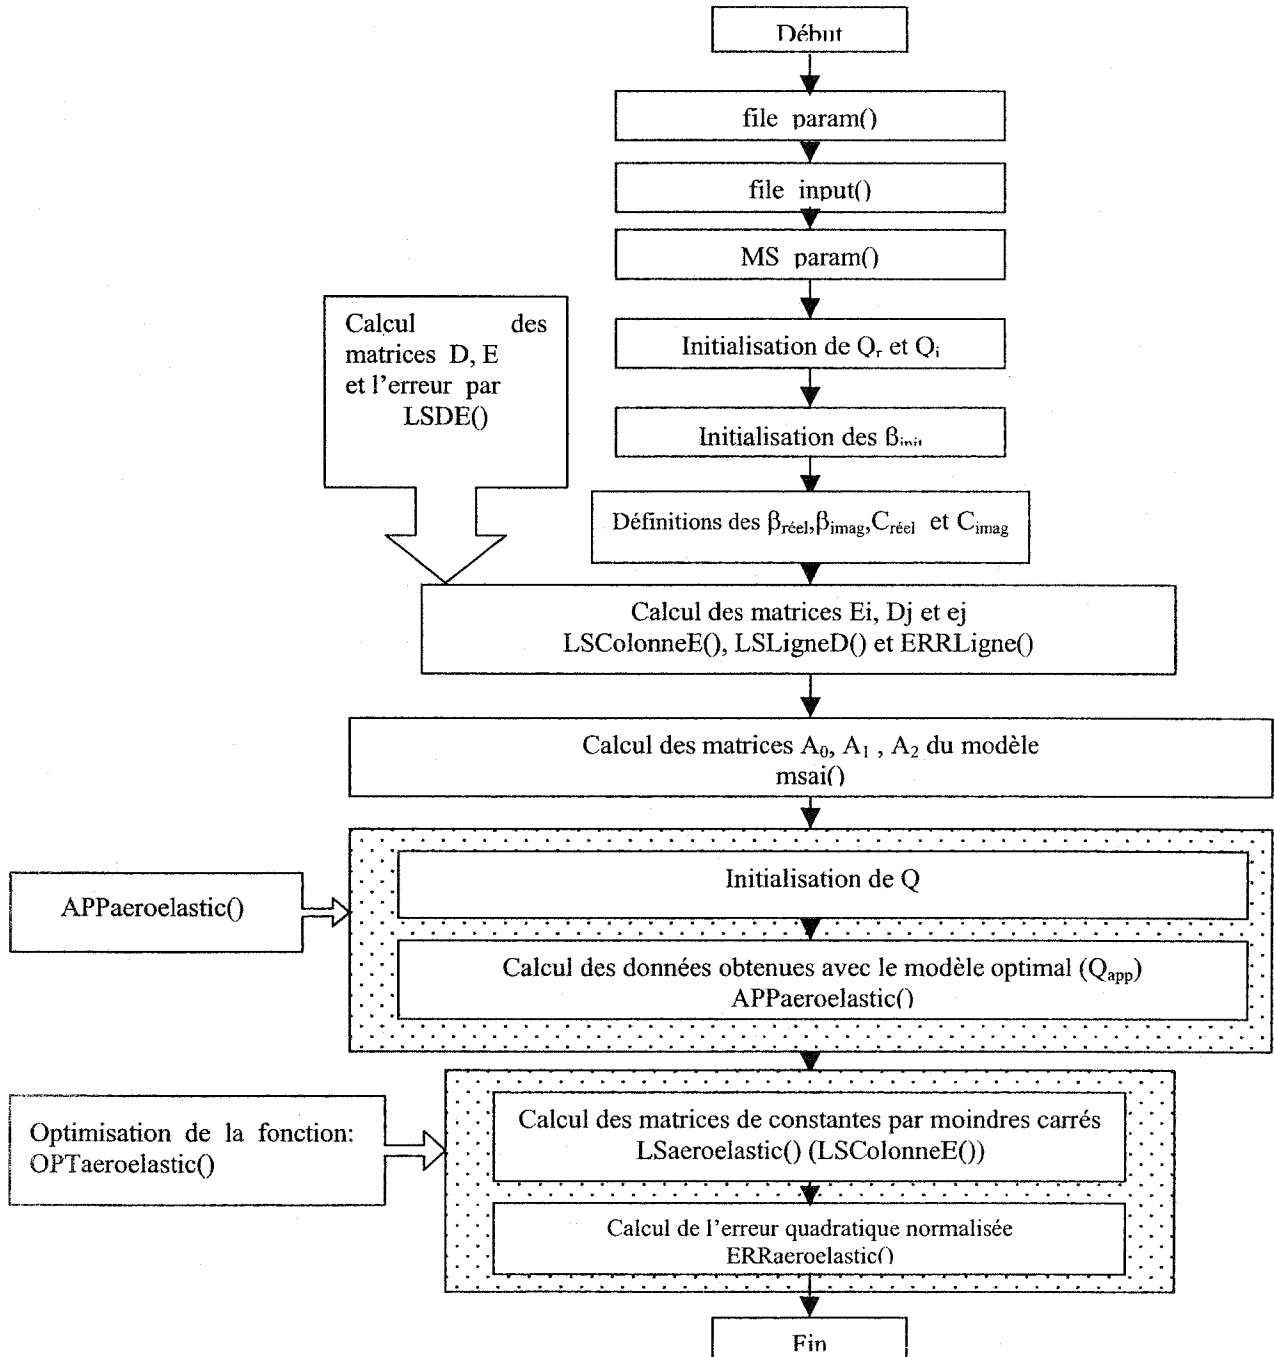 Début
file param()
file input()
MS param()
Calcul des
matrices D, E
et l'erreur par
LSDE()
Initialisation de Qr et Qi
Initialisation des βinit
Définitions des βréel,βimag,Créel et Cimag
Calcul des matrices Ei, Dj et ej
LSColonneE(), LSLigneD() et ERRLigne()
Calcul des matrices A0, A1 , A2 du modèle
msai()
Initialisation de Q
APPaeroelastic()
Calcul des données obtenues avec le modèle optimal (Qapp)
APPaeroelastic()
Calcul des matrices de constantes par moindres carrés
LSaeroelastic() (LSColonneE())
Optimisation de la fonction:
OPTaeroelastic()
Calcul de l'erreur quadratique normalisée
ERRaeroelastic()
Fin